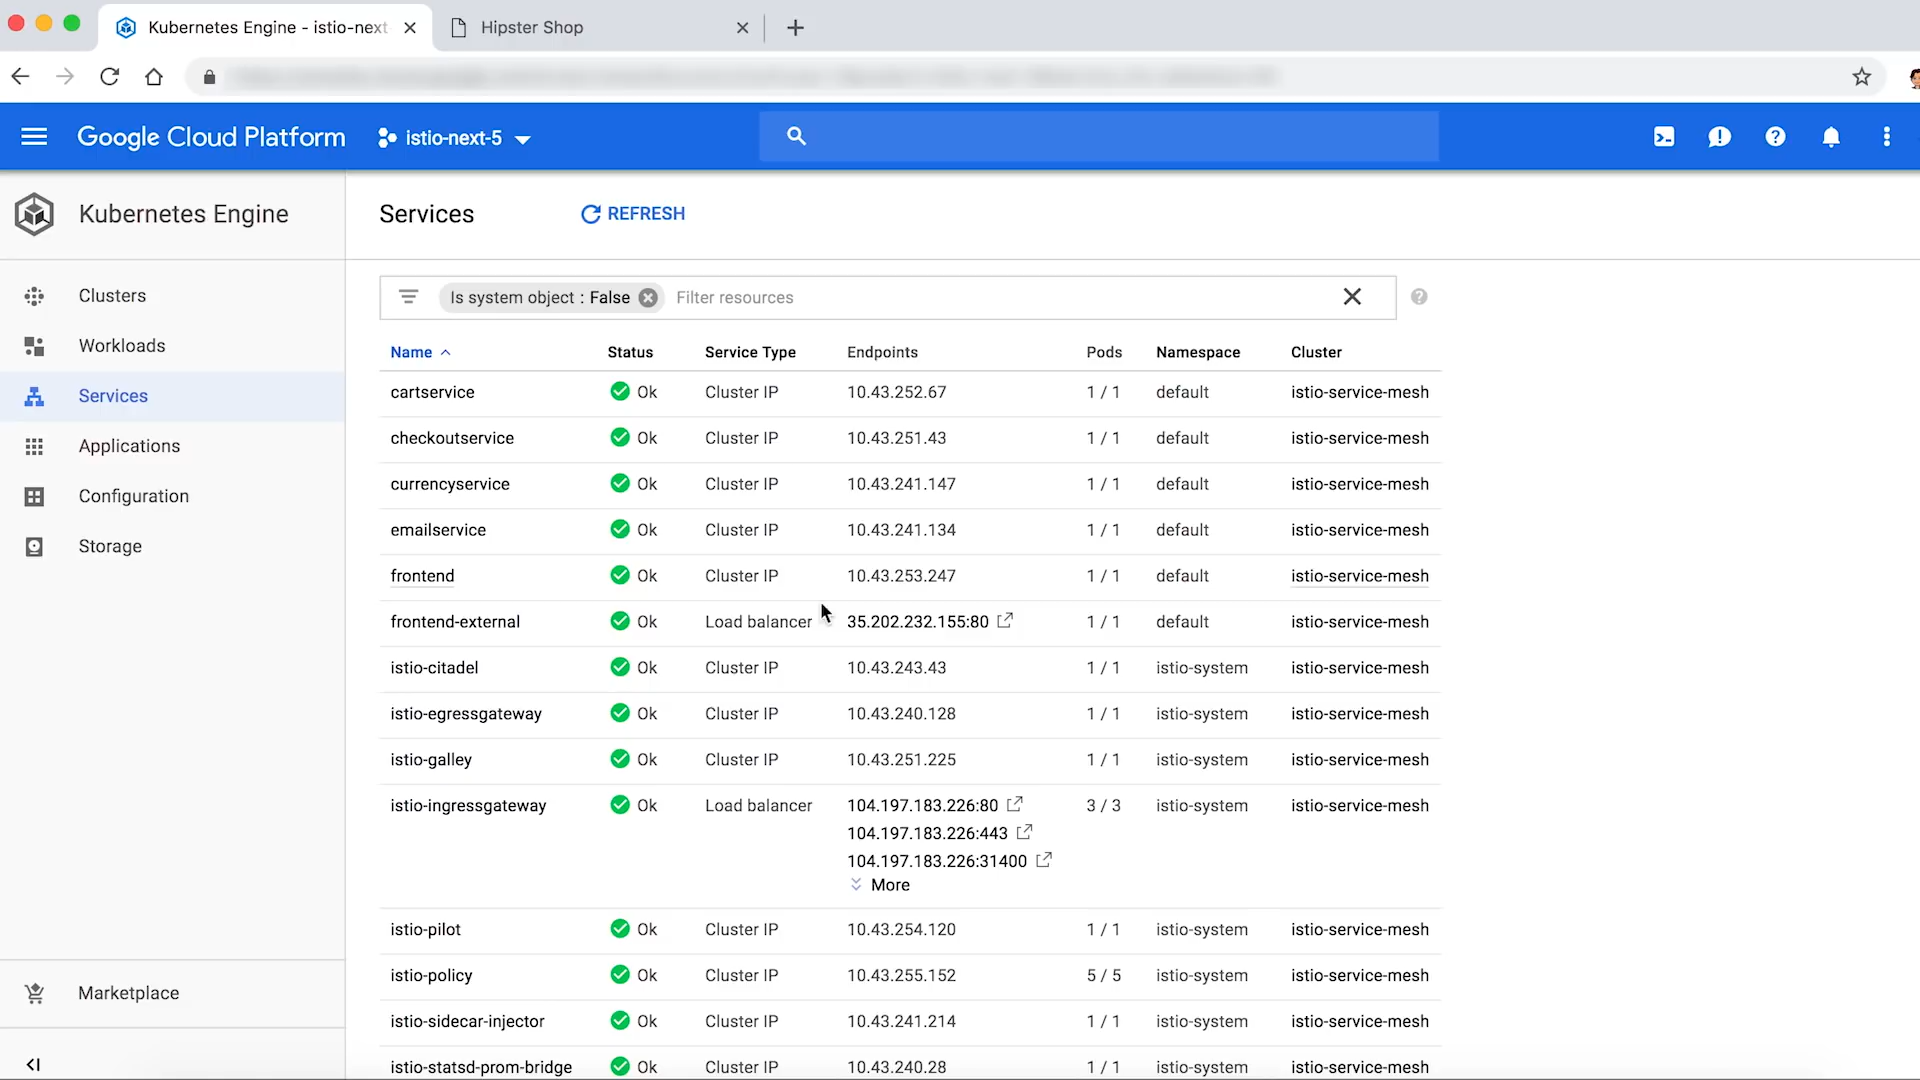 Kubernetes Engine - istio-next
Hipster Shop
Google Cloud Platform istio-next-5
Kubernetes Engine
Services REFRESH
Clusters
Workloads
Services
Applications
Configuration
Storage
Marketplace
Is system object : False Filter resources
Name Status Service Type Endpoints Pods Namespace Cluster
cartservice Ok Cluster IP 10.43.252.67 1 / 1 default istio-service-mesh
checkoutservice Ok Cluster IP 10.43.251.43 1 / 1 default istio-service-mesh
currencyservice Ok Cluster IP 10.43.241.147 1 / 1 default istio-service-mesh
emailservice Ok Cluster IP 10.43.241.134 1 / 1 default istio-service-mesh
frontend Ok Cluster IP 10.43.253.247 1 / 1 default istio-service-mesh
frontend-external Ok Load balancer 35.202.232.155:80 1 / 1 default istio-service-mesh
istio-citadel Ok Cluster IP 10.43.243.43 1 / 1 istio-system istio-service-mesh
istio-egressgateway Ok Cluster IP 10.43.240.128 1 / 1 istio-system istio-service-mesh
istio-galley Ok Cluster IP 10.43.251.225 1 / 1 istio-system istio-service-mesh
istio-ingressgateway Ok Load balancer 104.197.183.226:80 3 / 3 istio-system istio-service-mesh
104.197.183.226:443
104.197.183.226:31400
More
istio-pilot Ok Cluster IP 10.43.254.120 1 / 1 istio-system istio-service-mesh
istio-policy Ok Cluster IP 10.43.255.152 5 / 5 istio-system istio-service-mesh
istio-sidecar-injector Ok Cluster IP 10.43.241.214 1 / 1 istio-system istio-service-mesh
istio-statsd-prom-bridge Ok Cluster IP 10.43.240.28 1 / 1 istio-system istio-service-mesh